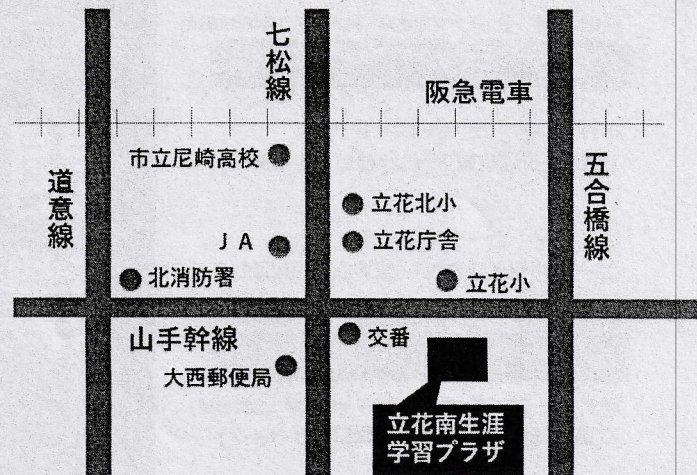 七松線
阪急電車
市立尼崎高校
道意線
五合橋線
立花北小
JA
立花庁舎
北消防署
立花小
山手幹線
交番
大西郵便局
立花南生涯
学習プラザ